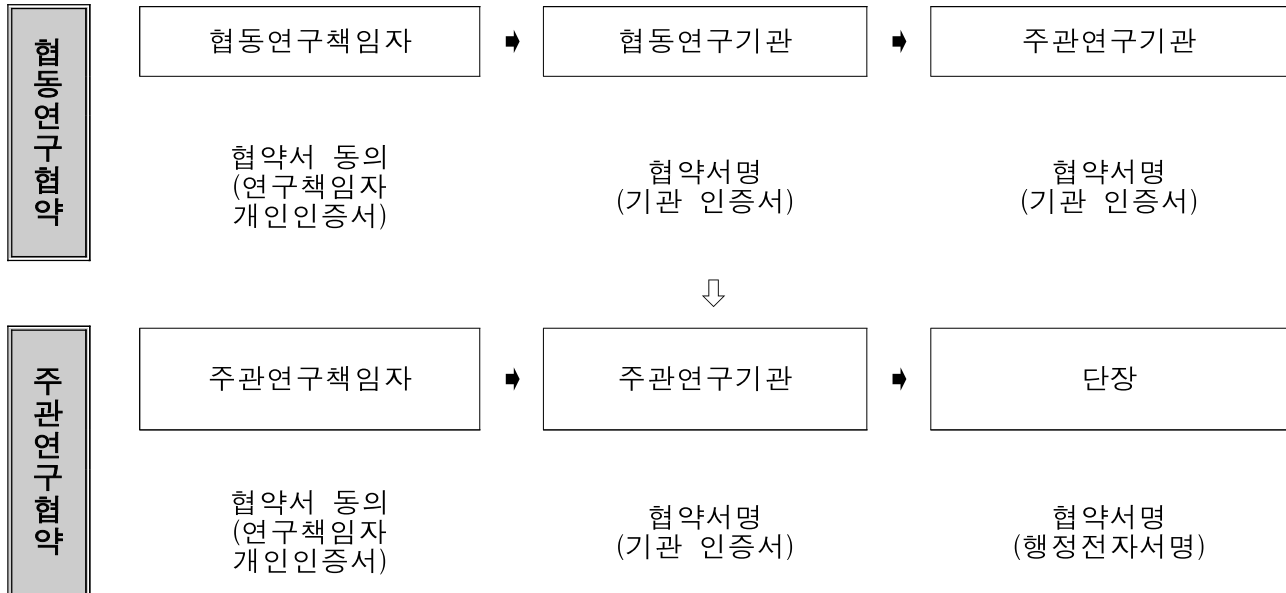 협동연구협약
협동연구책임자 ➧ 협동연구기관 ➧ 주관연구기관
협약서 동의
(연구책임자
개인인증서)
협약서명
(기관 인증서)
협약서명
(기관 인증서)
⇩
주관연구협약
주관연구책임자 ➧ 주관연구기관 ➧ 단장
협약서 동의
(연구책임자
개인인증서)
협약서명
(기관 인증서)
협약서명
(행정전자서명)